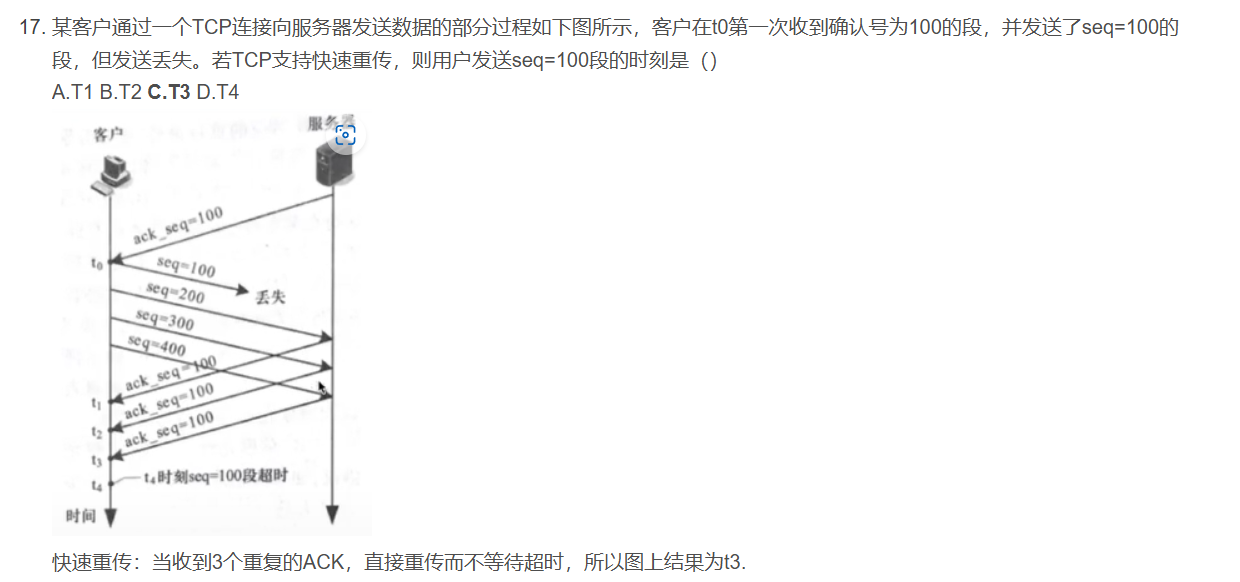 17. 某客户通过一个TCP连接向服务器发送数据的部分过程如下图所示，客户在t0第一次收到确认号为100的段，并发送了seq=100的
段，但发送丢失。若TCP支持快速重传，则用户发送seq=100段的时刻是（）
A.T1 B.T2 C.T3 D.T4
客户
服务器
ack_seq=100
t₀
seq=100
丢失
seq=200
seq=300
seq=400
ack_seq=100
t₁
ack_seq=100
t₂
ack_seq=100
t₃
t₄
t₄时刻seq=100段超时
时间
快速重传：当收到3个重复的ACK，直接重传而不等待超时，所以图上结果为t3.